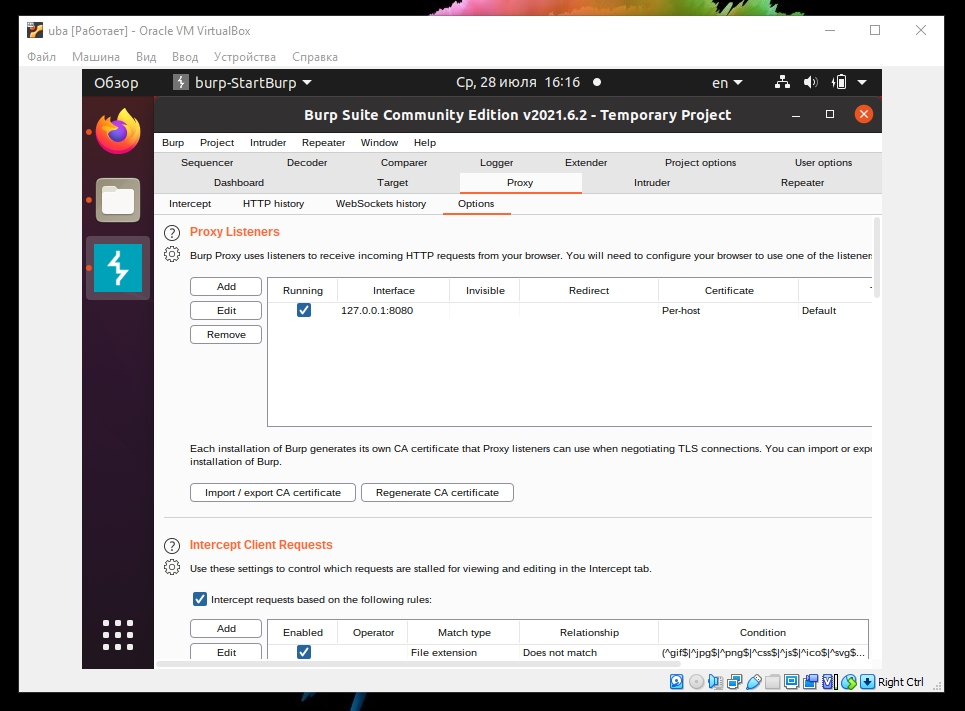 uba [Работает] - Oracle VM VirtualBox
Файл Машина Вид Ввод Устройства Справка
Обзор burp-StartBurp Ср, 28 июля 16:16 en
Burp Suite Community Edition v2021.6.2 - Temporary Project
Burp Project Intruder Repeater Window Help
Sequencer Decoder Comparer Logger Extender Project options User options
Dashboard Target Proxy Intruder Repeater
Intercept HTTP history WebSockets history Options
? Proxy Listeners
Burp Proxy uses listeners to receive incoming HTTP requests from your browser. You will need to configure your browser to use one of the
Add
Running Interface Invisible Redirect Certificate
Edit
127.0.0.1:8080 Per-host Default
Remove
Each installation of Burp generates its own CA certificate that Proxy listeners can use when negotiating TLS connections. You can import or
installation of Burp.
Import / export CA certificate Regenerate CA certificate
? Intercept Client Requests
Use these settings to control which requests are stalled for viewing and editing in the Intercept tab.
Intercept requests based on the following rules:
Add
Enabled Operator Match type Relationship Condition
Edit
File extension Does not match (^gif$|^jpg$|^png$|^css$|^js$|^ico$|^svg$...
Right Ctrl